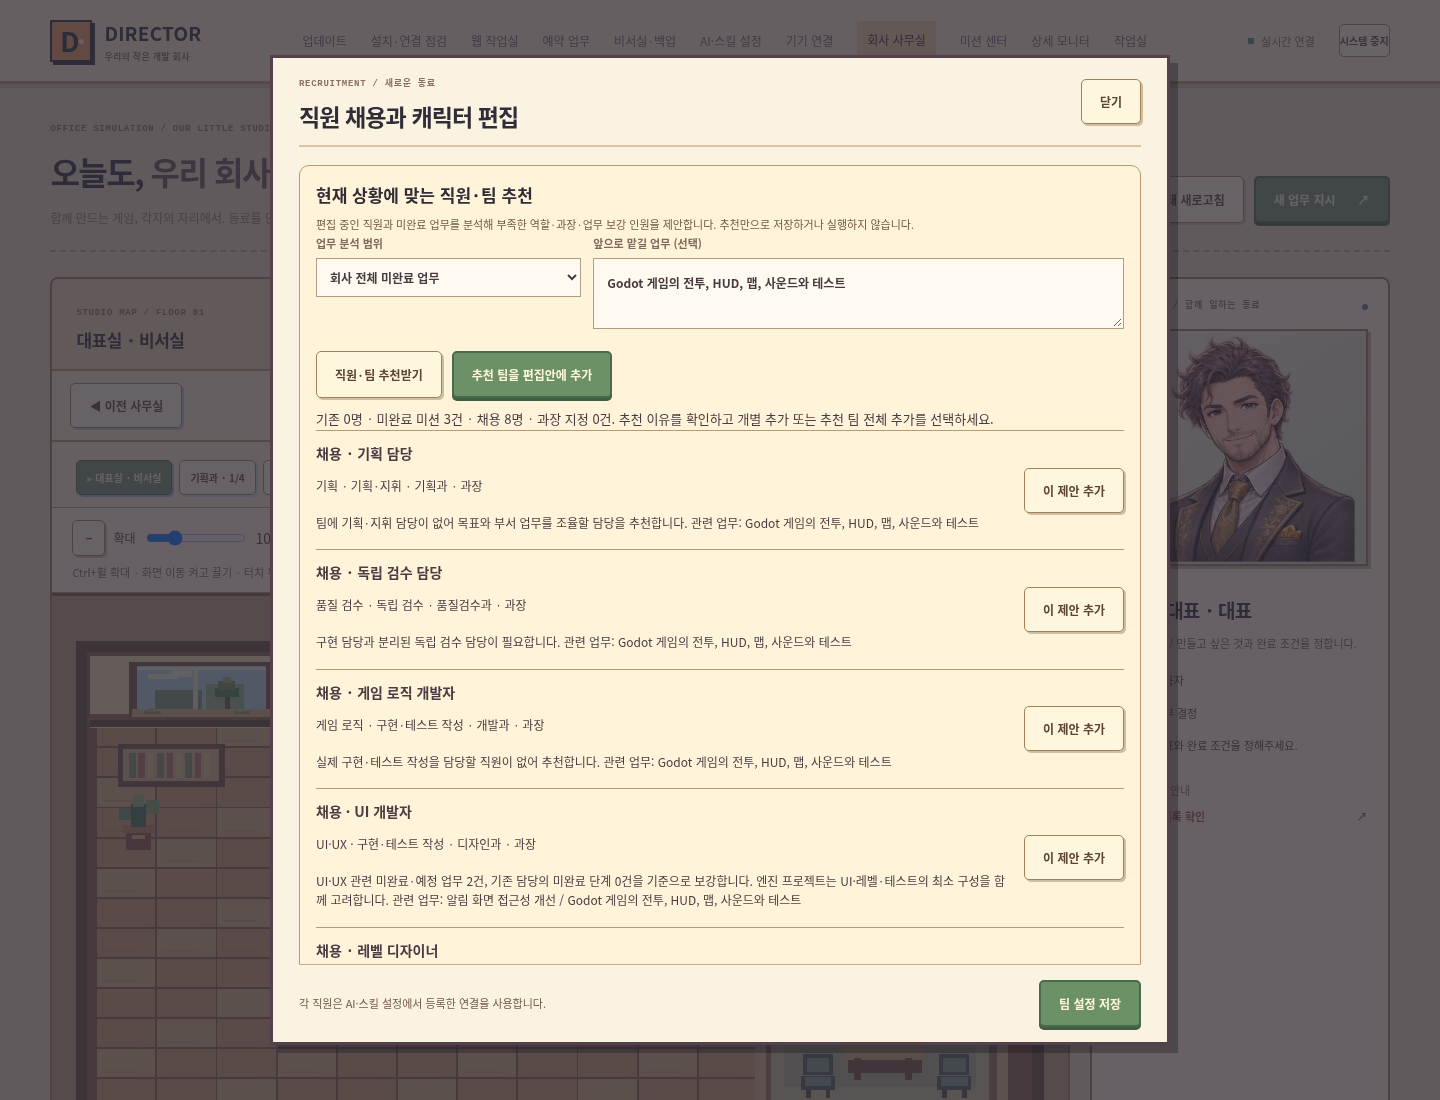 DIRECTOR
우리의 작은 개발 회사
업데이트
설치·연결 점검
웹 작업실
예약 업무
비서실·백업
AI·스킬 설정
기기 연결
회사 사무실
미션 센터
상세 모니터
작업실
실시간 연결
시스템 중지
OFFICE SIMULATION / OUR LITTLE STUDI
오늘도, 우리 회사
함께 만드는 게임, 각자의 자리에서. 동료를
새로고침
새 업무 지시 ↗
STUDIO MAP / FLOOR 01
대표실 · 비서실
◀ 이전 사무실
» 대표실 · 비서실
기획과 · 1/4
−
확대
10
Ctrl+휠 확대 · 화면 이동 켜고 끌기 · 터치
RECRUITMENT / 새로운 동료
직원 채용과 캐릭터 편집
닫기
현재 상황에 맞는 직원·팀 추천
편집 중인 직원과 미완료 업무를 분석해 부족한 역할·과장·업무 보강 인원을 제안합니다. 추천만으로 저장하거나 실행하지 않습니다.
업무 분석 범위
앞으로 맡길 업무 (선택)
회사 전체 미완료 업무
Godot 게임의 전투, HUD, 맵, 사운드와 테스트
직원·팀 추천받기
추천 팀을 편집안에 추가
기존 0명 · 미완료 미션 3건 · 채용 8명 · 과장 지정 0건. 추천 이유를 확인하고 개별 추가 또는 추천 팀 전체 추가를 선택하세요.
채용 · 기획 담당
기획 · 기획·지휘 · 기획과 · 과장
팀에 기획·지휘 담당이 없어 목표와 부서 업무를 조율할 담당을 추천합니다. 관련 업무: Godot 게임의 전투, HUD, 맵, 사운드와 테스트
이 제안 추가
채용 · 독립 검수 담당
품질 검수 · 독립 검수 · 품질검수과 · 과장
구현 담당과 분리된 독립 검수 담당이 필요합니다. 관련 업무: Godot 게임의 전투, HUD, 맵, 사운드와 테스트
이 제안 추가
채용 · 게임 로직 개발자
게임 로직 · 구현·테스트 작성 · 개발과 · 과장
실제 구현·테스트 작성을 담당할 직원이 없어 추천합니다. 관련 업무: Godot 게임의 전투, HUD, 맵, 사운드와 테스트
이 제안 추가
채용 · UI 개발자
UI·UX · 구현·테스트 작성 · 디자인과 · 과장
UI·UX 관련 미완료·예정 업무 2건, 기존 담당의 미완료 단계 0건을 기준으로 보강합니다. 엔진 프로젝트는 UI·레벨·테스트의 최소 구성을 함
께 고려합니다. 관련 업무: 알림 화면 접근성 개선 / Godot 게임의 전투, HUD, 맵, 사운드와 테스트
이 제안 추가
채용 · 레벨 디자이너
각 직원은 AI·스킬 설정에서 등록한 연결을 사용합니다.
팀 설정 저장
/ 함께 일하는 동료
대표 · 대표
/ 만들고 싶은 것과 완료 조건을 정합니다.
결정
와 완료 조건을 정해주세요.
안내
록 확인
↗